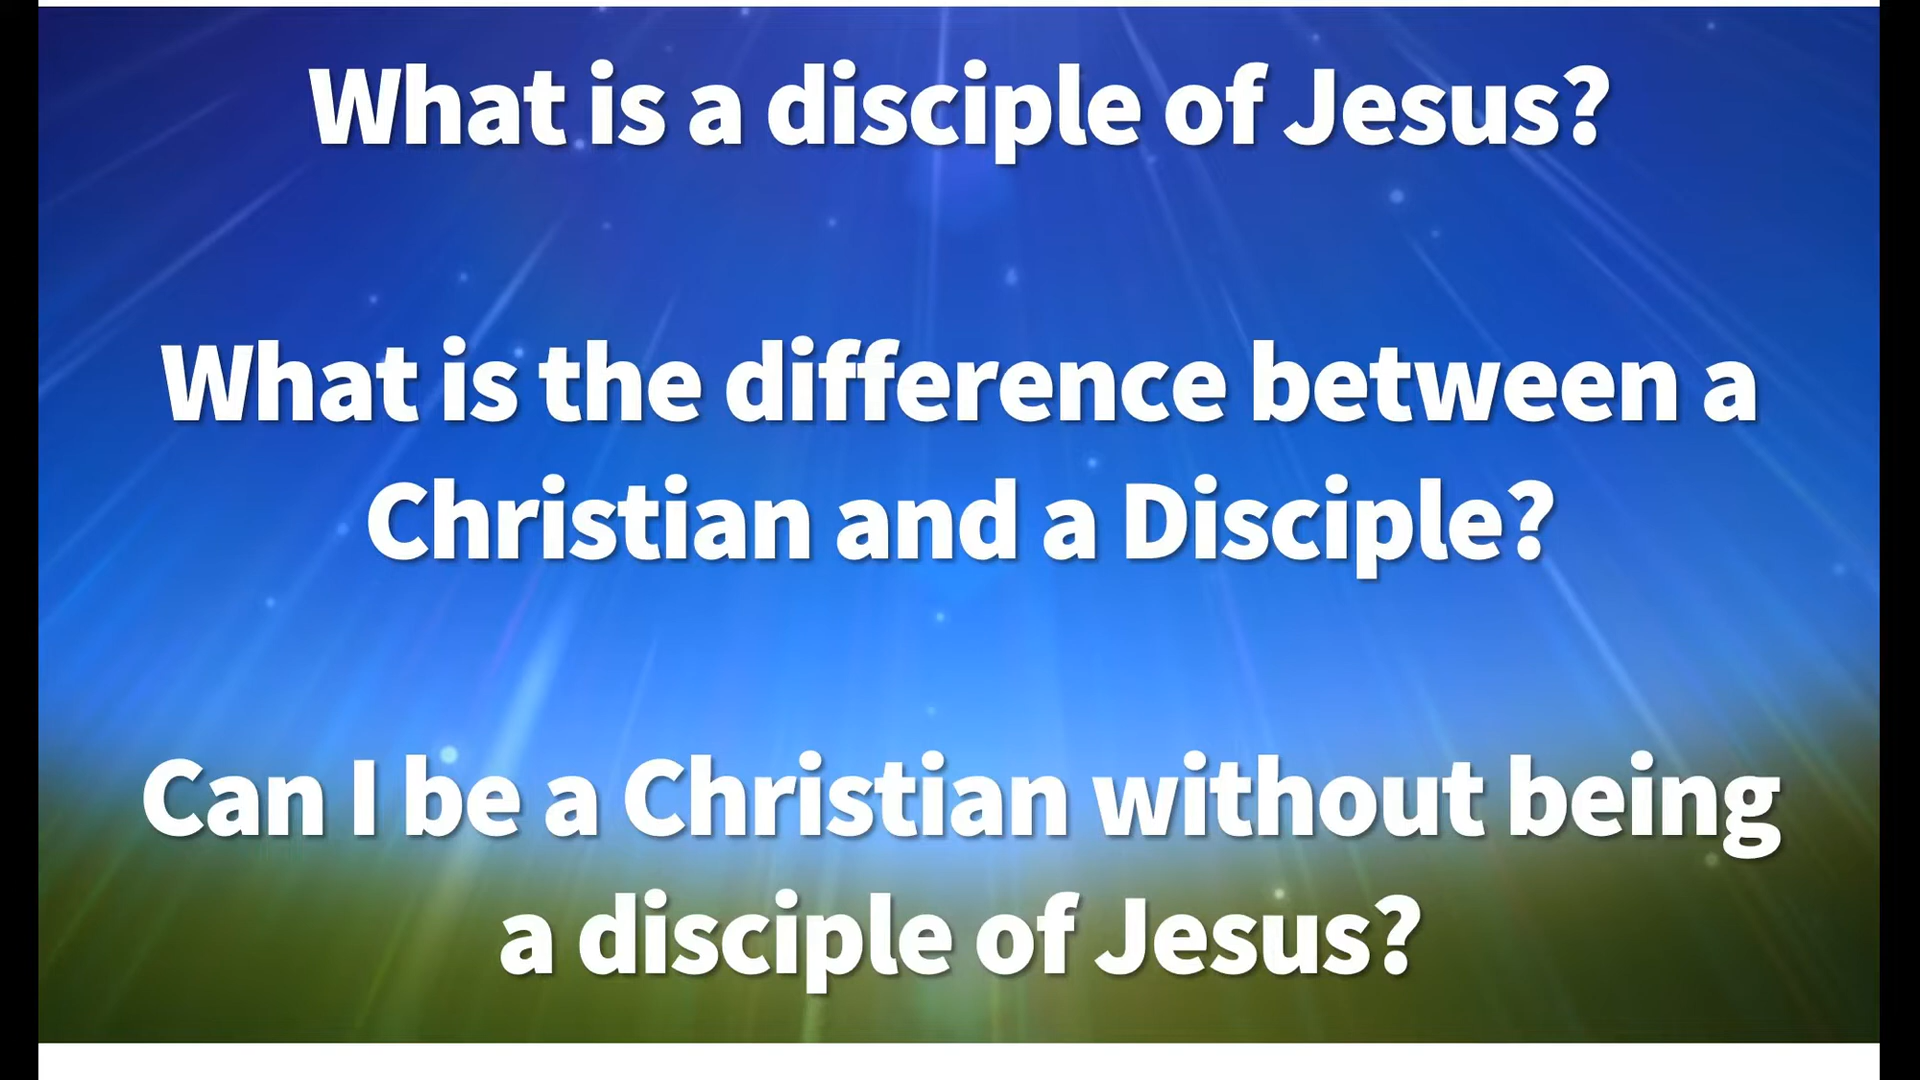 What is a disciple of Jesus?
What is the difference between a
Christian and a Disciple?
Can I be a Christian without being
a disciple of Jesus?